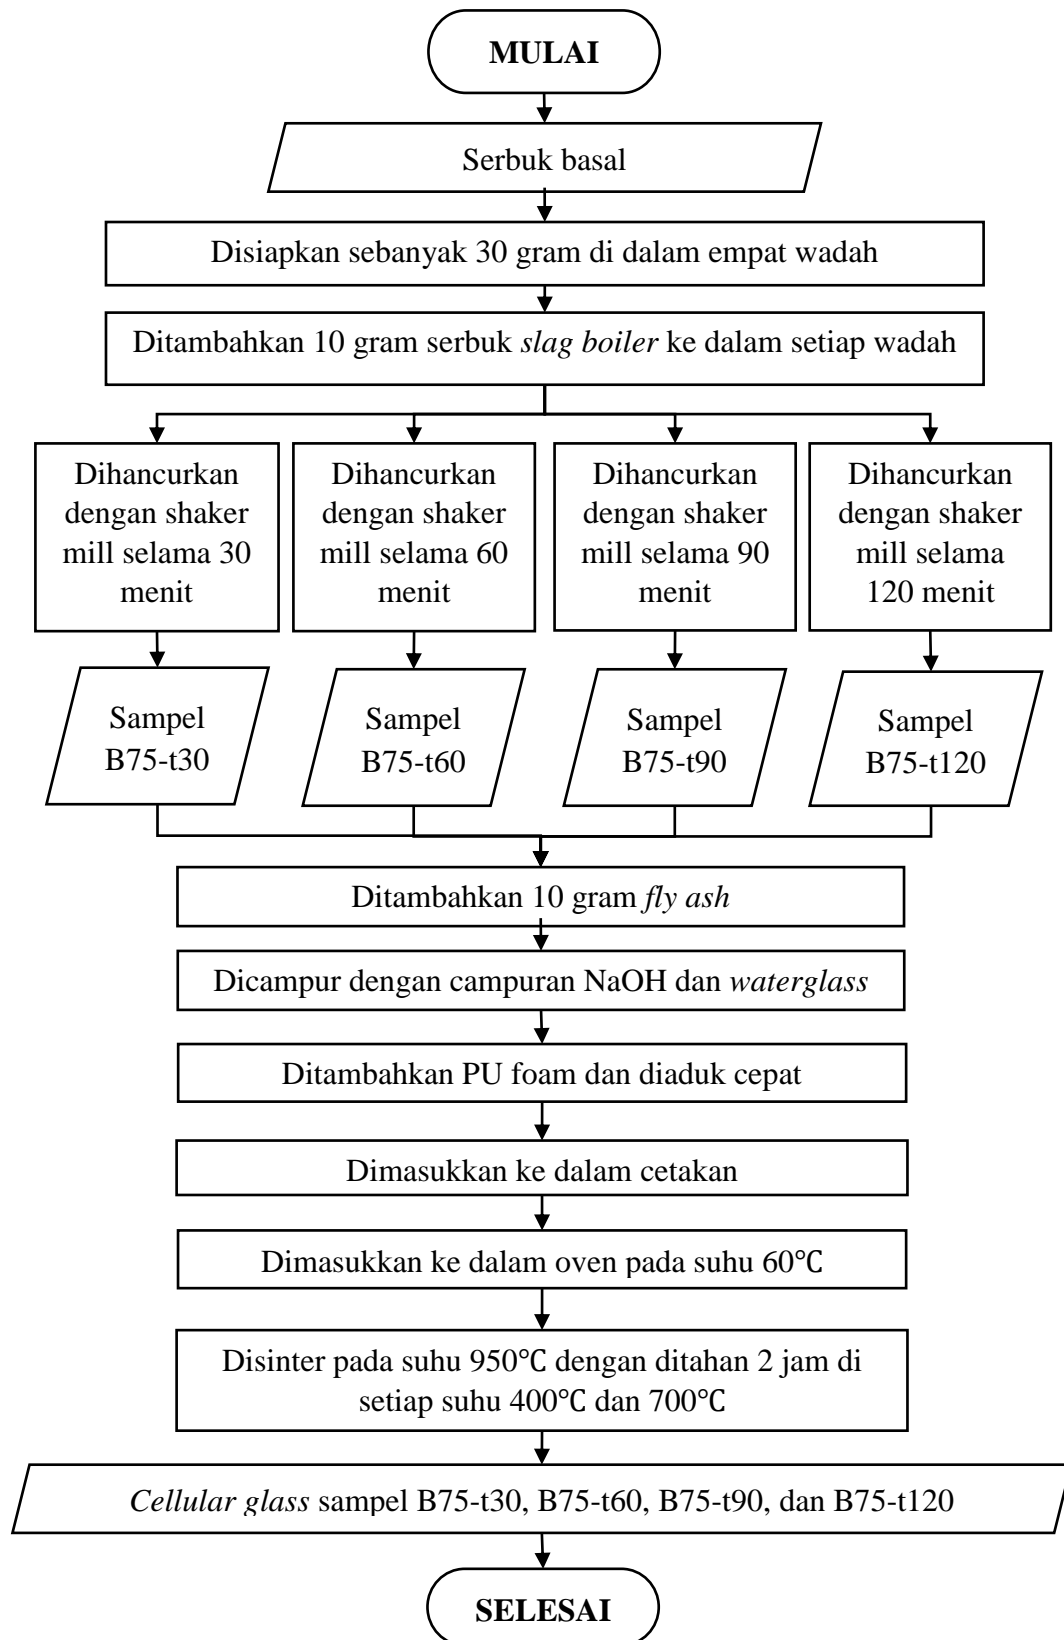 MULAI
Serbuk basal
Disiapkan sebanyak 30 gram di dalam empat wadah
Ditambahkan 10 gram serbuk slag boiler ke dalam setiap wadah
Dihancurkan
dengan shaker
mill selama 30
menit
Dihancurkan
dengan shaker
mill selama 60
menit
Dihancurkan
dengan shaker
mill selama 90
menit
Dihancurkan
dengan shaker
mill selama
120 menit
Sampel
B75-t30
Sampel
B75-t60
Sampel
B75-t90
Sampel
B75-t120
Ditambahkan 10 gram fly ash
Dicampur dengan campuran NaOH dan waterglass
Ditambahkan PU foam dan diaduk cepat
Dimasukkan ke dalam cetakan
Dimasukkan ke dalam oven pada suhu 60℃
Disinter pada suhu 950℃ dengan ditahan 2 jam di
setiap suhu 400℃ dan 700℃
Cellular glass sampel B75-t30, B75-t60, B75-t90, dan B75-t120
SELESAI